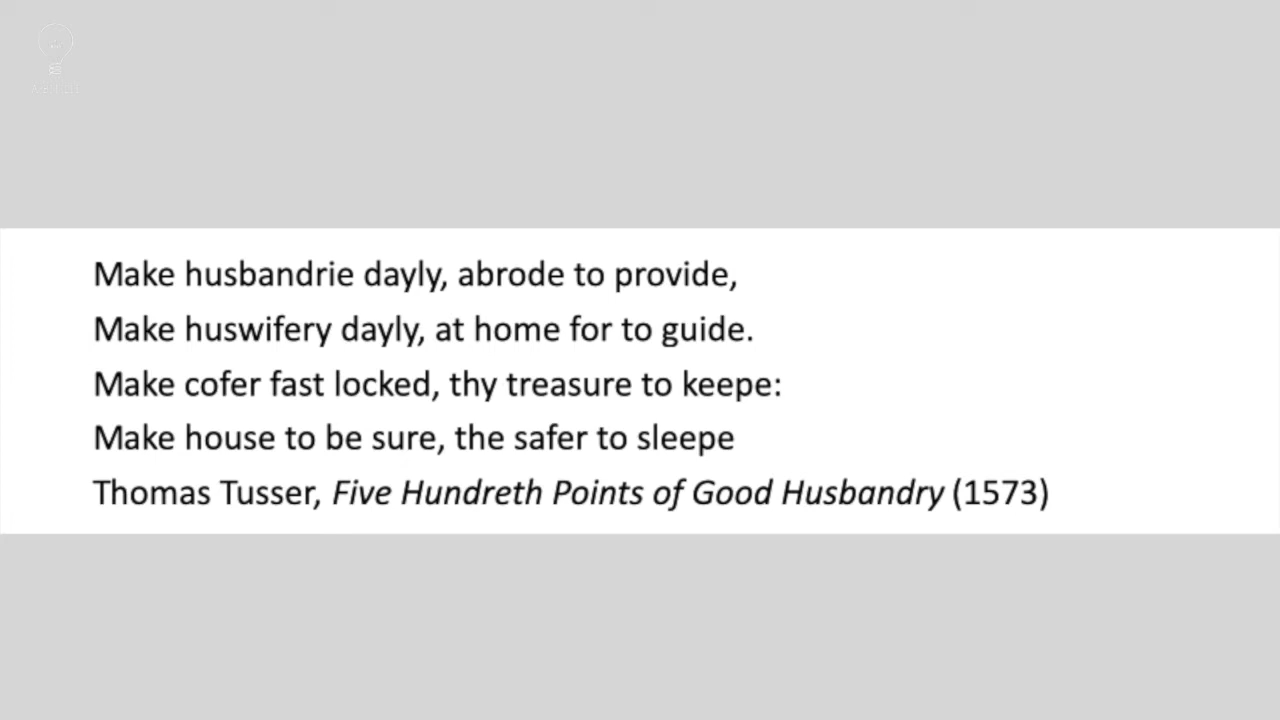 Make husbandrie dayly, abrode to provide,
Make huswifery dayly, at home for to guide.
Make cofer fast locked, thy treasure to keepe:
Make house to be sure, the safer to sleepe
Thomas Tusser, Five Hundreth Points of Good Husbandry (1573)